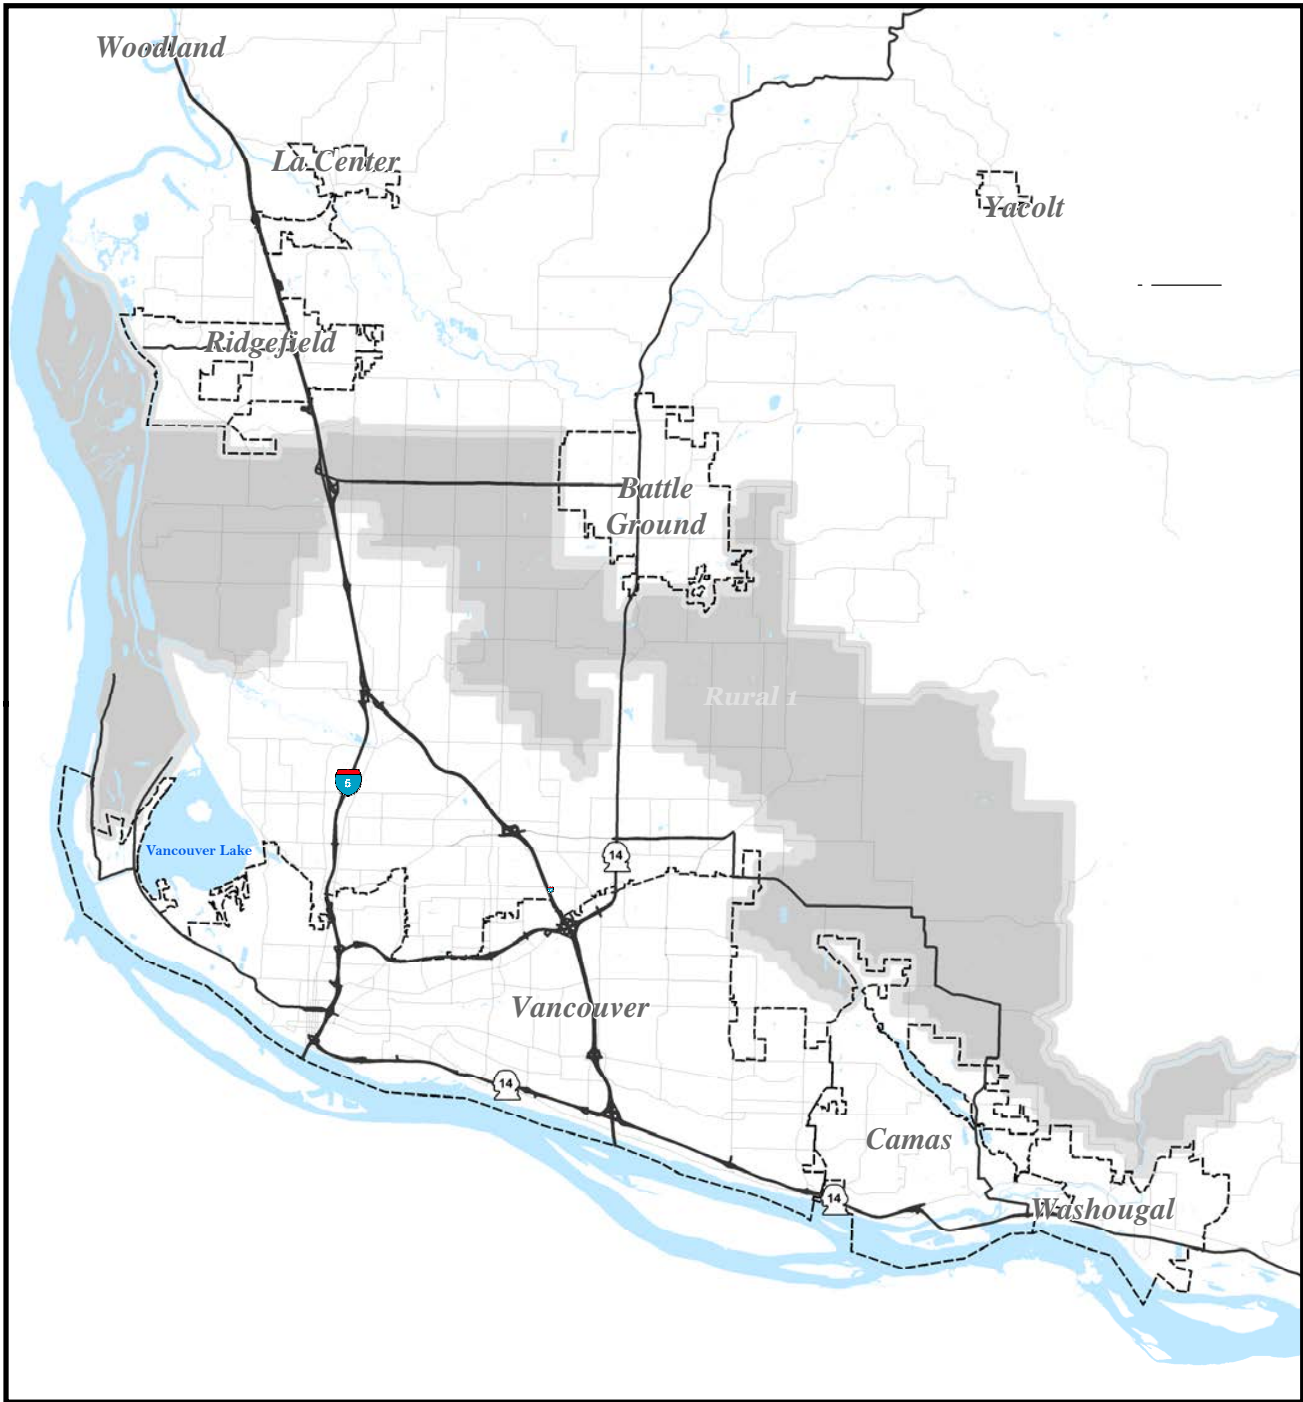 Woodland
La Center
Yacolt
Ridgefield
Battle
Ground
Rural 1
5
Vancouver Lake
14
Vancouver
14
Camas
14
Washougal